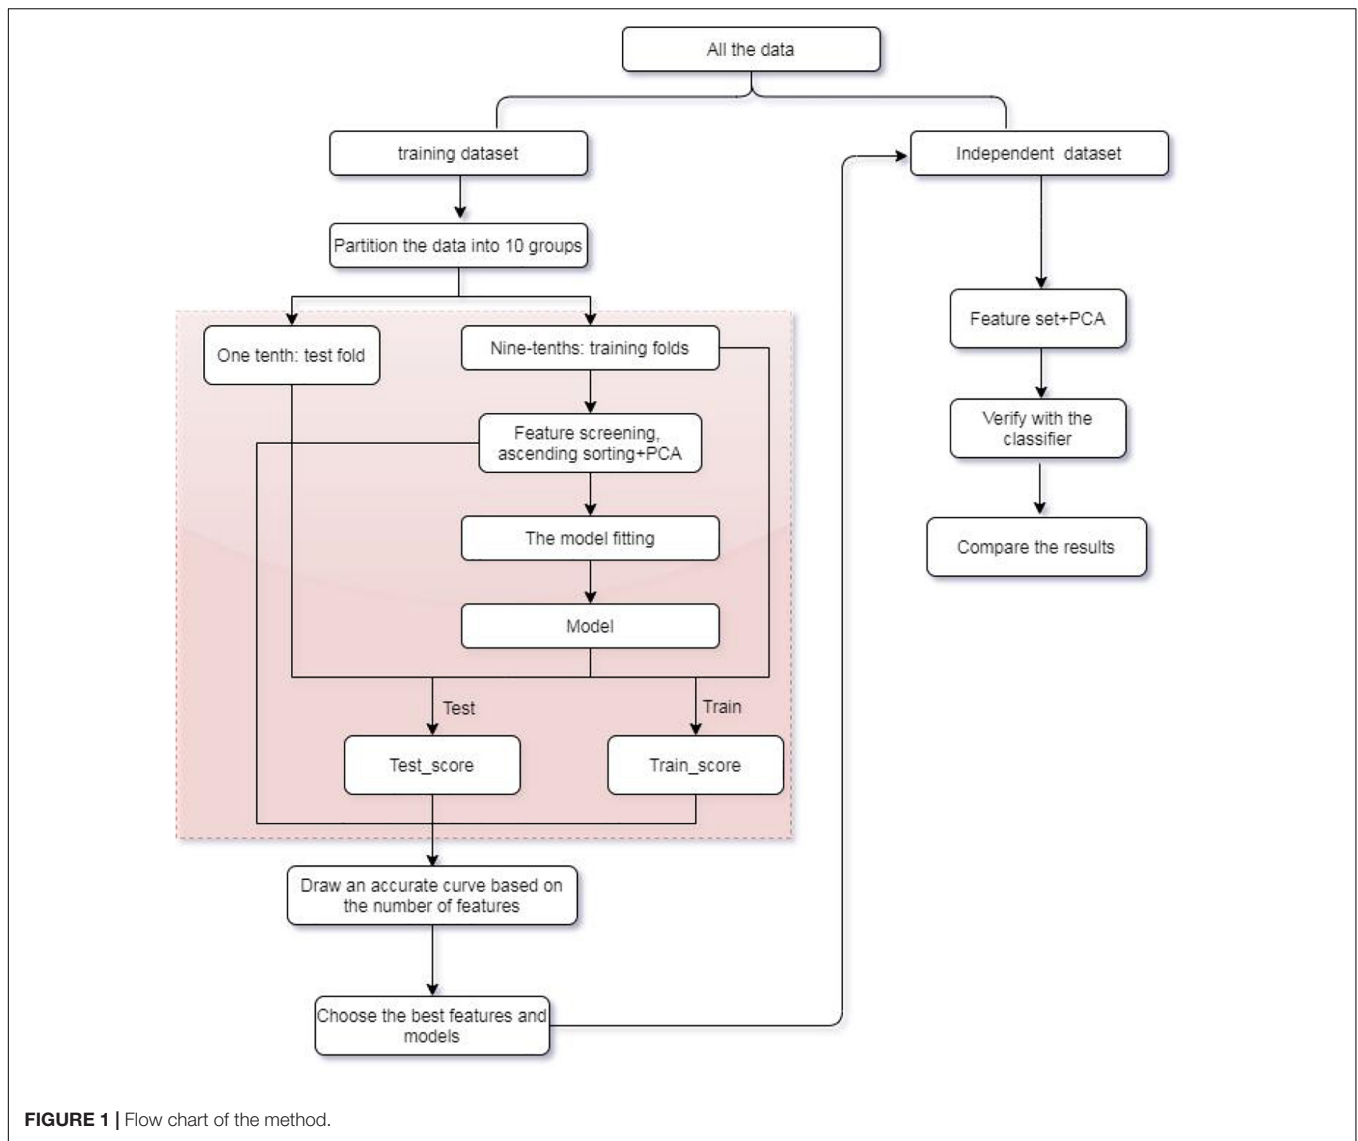 All the data
training dataset
Independent dataset
Partition the data into 10 groups
One tenth: test fold
Nine-tenths: training folds
Feature set+PCA
Feature screening,
ascending sorting+PCA
Verify with the
classifier
The model fitting
Compare the results
Model
Test
Train
Test_score
Train_score
Draw an accurate curve based on
the number of features
Choose the best features and
models
FIGURE 1 | Flow chart of the method.